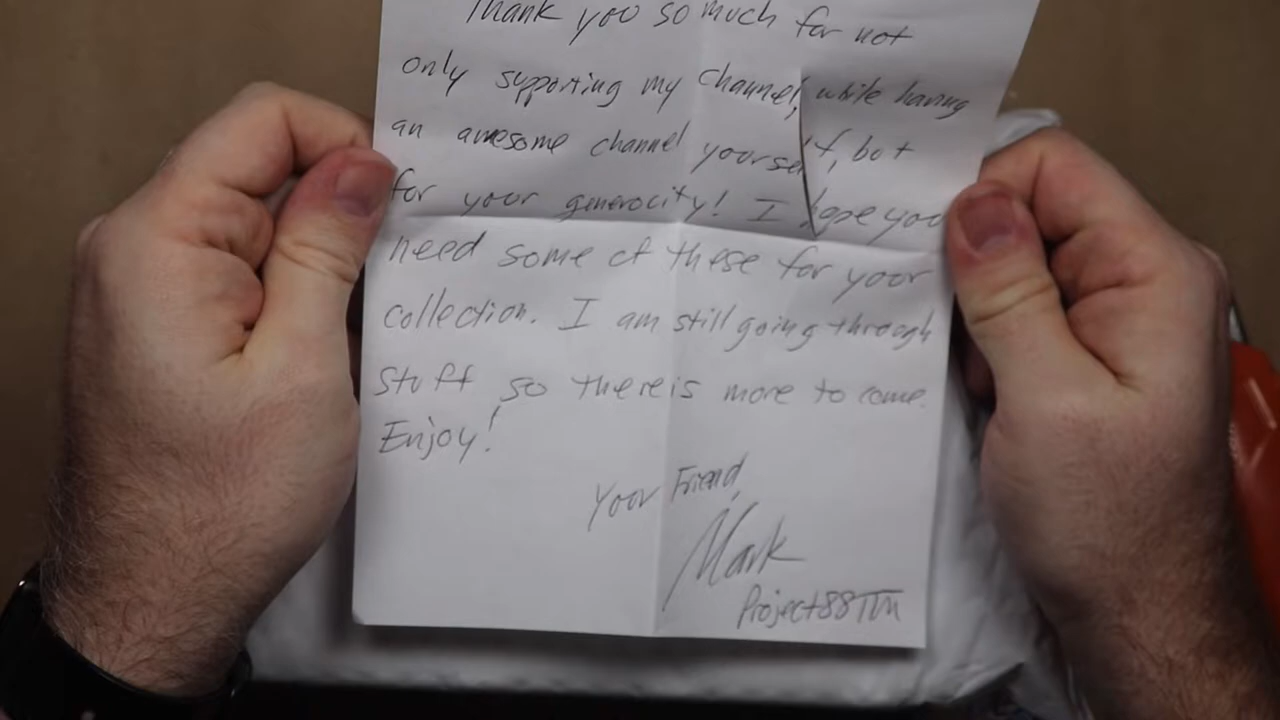 Thank you so much for not
only supporting my channel, while having
an awesome channel yourself, but
for your generocity! I hope you
need some of these for your
collection. I am still going through
stuff, so there is more to come.
Enjoy!
Your Friend,
Mark